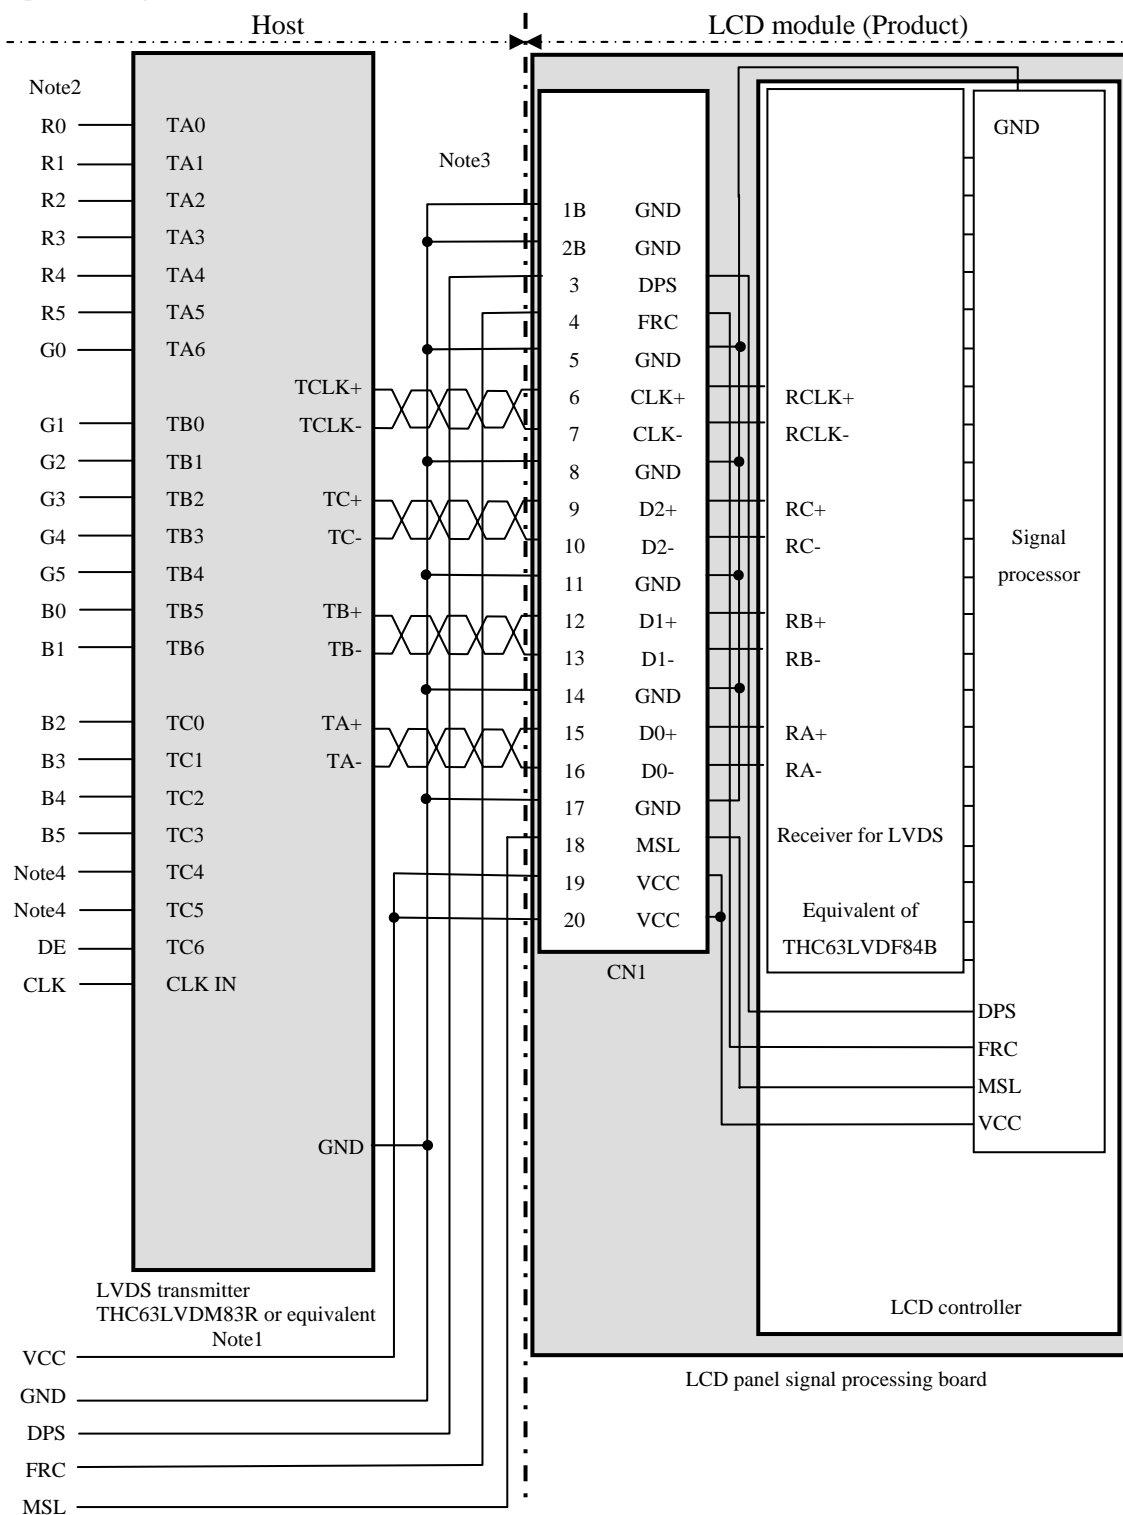 Host
LCD module (Product)
Note2
R0 TA0
R1 TA1
R2 TA2
R3 TA3
R4 TA4
R5 TA5
G0 TA6
G1 TB0
G2 TB1
G3 TB2
G4 TB3
G5 TB4
B0 TB5
B1 TB6
B2 TC0
B3 TC1
B4 TC2
B5 TC3
Note4 TC4
Note4 TC5
DE TC6
CLK CLK IN
TCLK+
TCLK-
TC+
TC-
TB+
TB-
TA+
TA-
GND
LVDS transmitter
THC63LVDM83R or equivalent
Note1
VCC
GND
DPS
FRC
MSL
Note3
1B GND
2B GND
3 DPS
4 FRC
5 GND
6 CLK+
7 CLK-
8 GND
9 D2+
10 D2-
11 GND
12 D1+
13 D1-
14 GND
15 D0+
16 D0-
17 GND
18 MSL
19 VCC
20 VCC
CN1
RCLK+
RCLK-
RC+
RC-
RB+
RB-
RA+
RA-
Receiver for LVDS
Equivalent of
THC63LVDF84B
GND
Signal
processor
DPS
FRC
MSL
VCC
LCD controller
LCD panel signal processing board